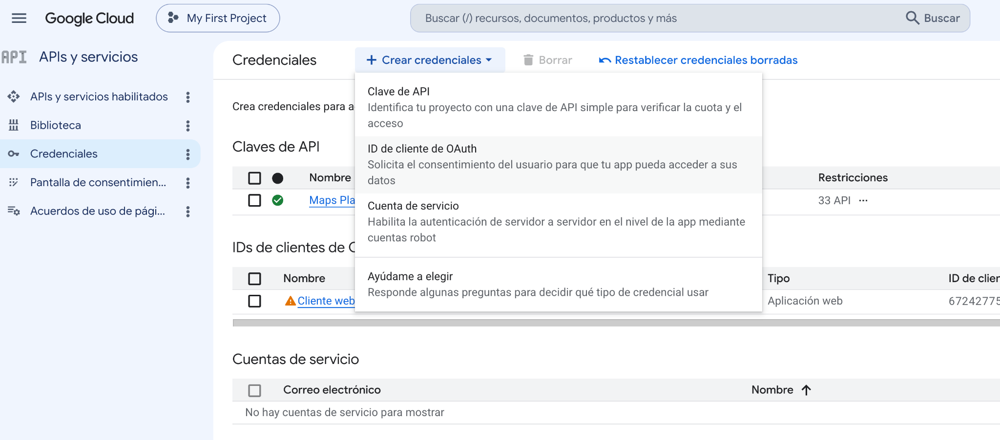 Google Cloud
My First Project
Buscar (/) recursos, documentos, productos y más
Buscar
API
APIs y servicios
APIs y servicios habilitados
Biblioteca
Credenciales
Pantalla de consentimien...
Acuerdos de uso de pági...
Credenciales
Crear credenciales
Borrar
Restablecer credenciales borradas
Crea credenciales para a
Clave de API
Identifica tu proyecto con una clave de API simple para verificar la cuota y el
acceso
ID de cliente de OAuth
Solicita el consentimiento del usuario para que tu app pueda acceder a sus
datos
Cuenta de servicio
Habilita la autenticación de servidor a servidor en el nivel de la app mediante
cuentas robot
Ayúdame a elegir
Responde algunas preguntas para decidir qué tipo de credencial usar
Claves de API
Nombre
Restricciones
Maps Pla
33 API
IDs de clientes de
Nombre
Tipo
ID de clien
Cliente web
Aplicación web
67242775
Cuentas de servicio
Correo electrónico
Nombre
No hay cuentas de servicio para mostrar